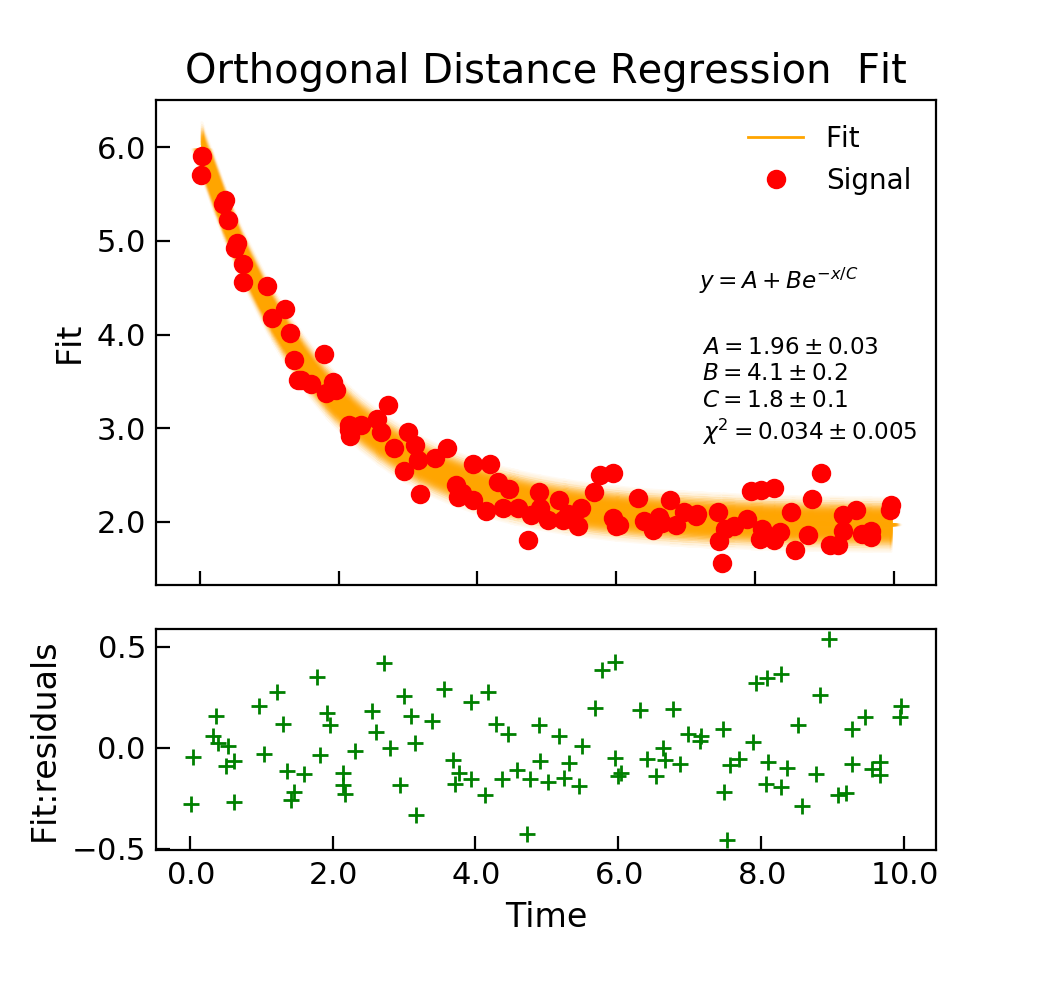 Orthogonal Distance Regression  Fit
6.0
5.0
4.0
3.0
2.0
Fit
Fit
Signal
y = A + Be^{-x/C}
A = 1.96 ± 0.03
B = 4.1 ± 0.2
C = 1.8 ± 0.1
χ² = 0.034 ± 0.005
0.5
0.0
−0.5
Fit:residuals
0.0 2.0 4.0 6.0 8.0 10.0
Time